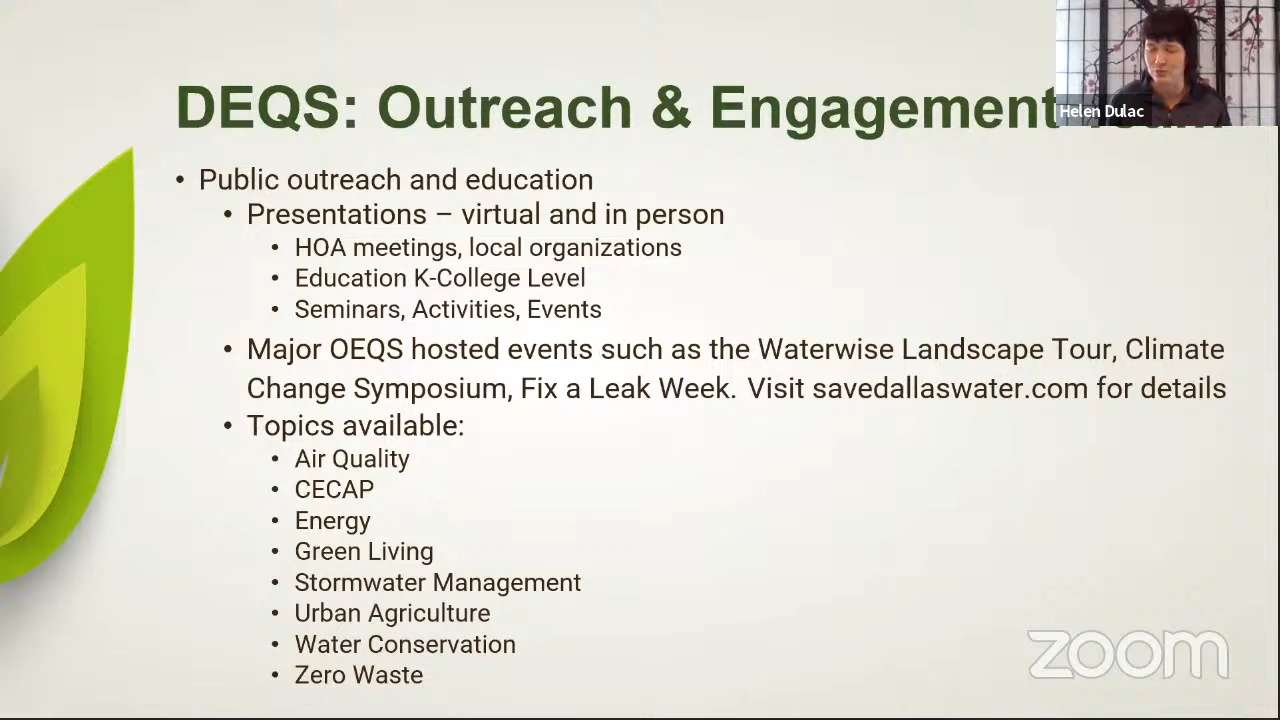 DEQS: Outreach & Engagement
Helen Dulac
• Public outreach and education
• Presentations – virtual and in person
• HOA meetings, local organizations
• Education K-College Level
• Seminars, Activities, Events
• Major OEQS hosted events such as the Waterwise Landscape Tour, Climate
Change Symposium, Fix a Leak Week. Visit savedallaswater.com for details
• Topics available:
• Air Quality
• CECAP
• Energy
• Green Living
• Stormwater Management
• Urban Agriculture
• Water Conservation
• Zero Waste
zoom